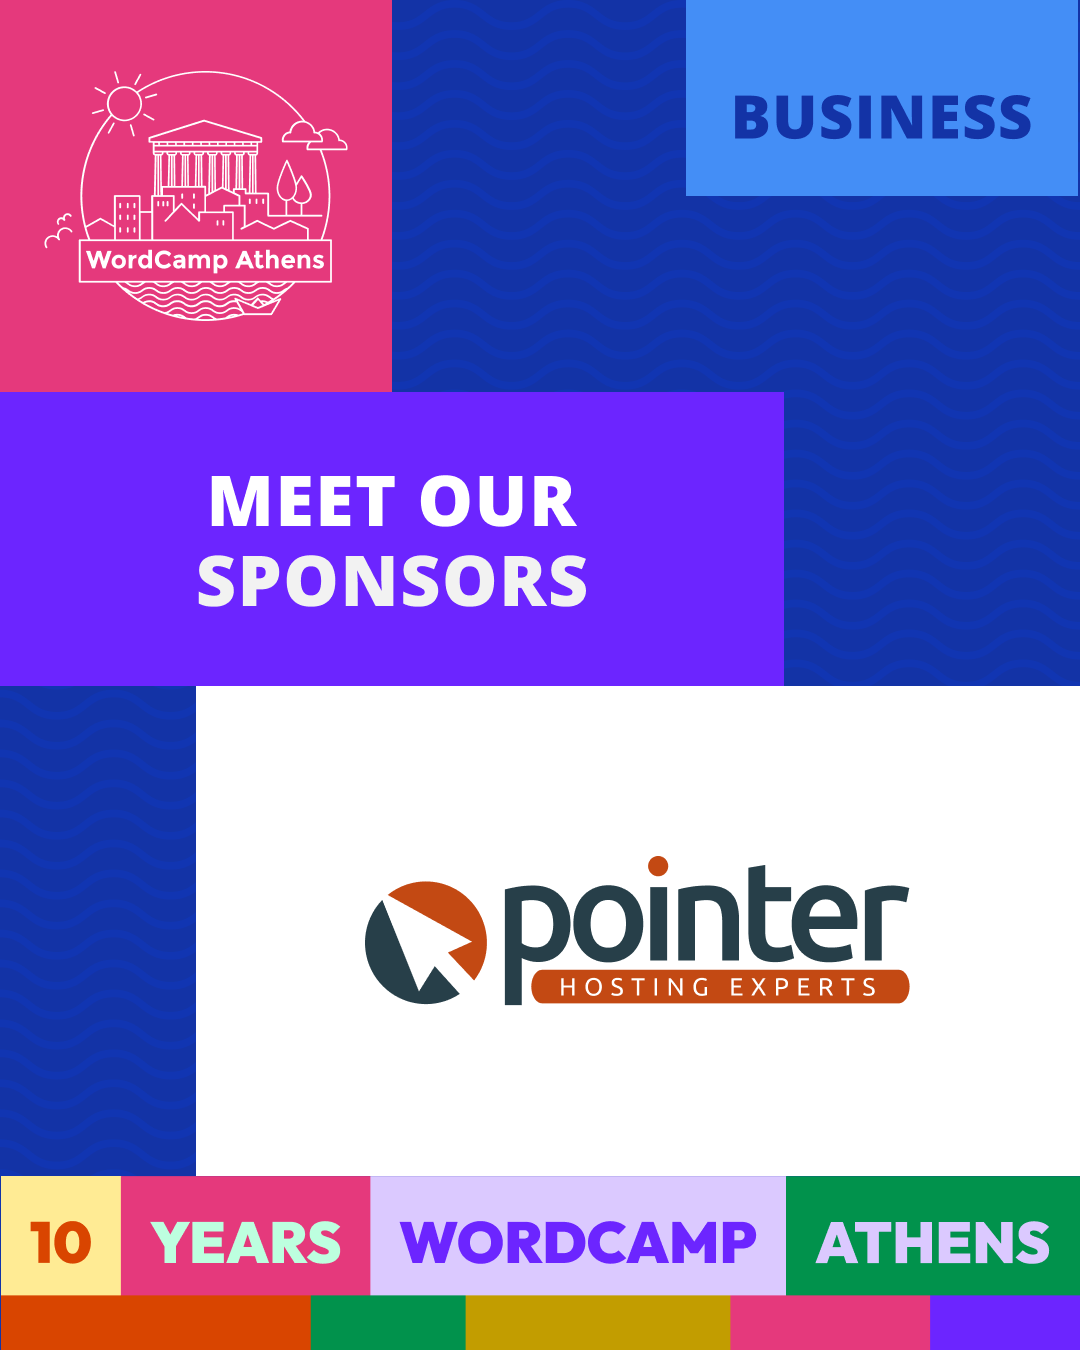 BUSINESS
WordCamp Athens
MEET OUR
SPONSORS
pointer
HOSTING EXPERTS
10 YEARS WORDCAMP ATHENS